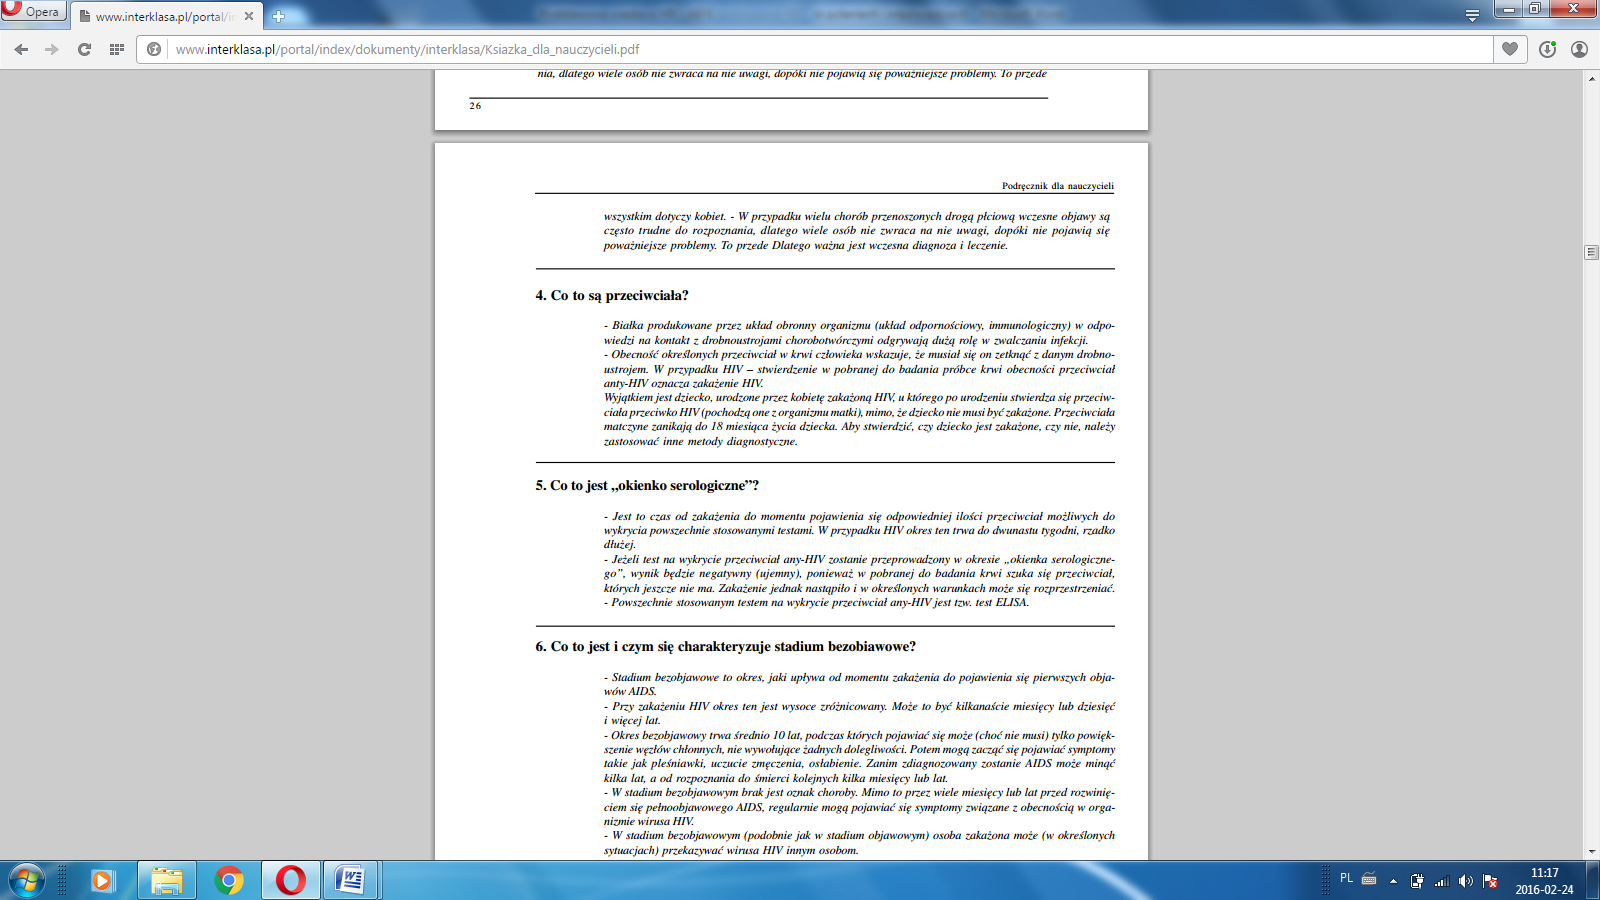 Opera
www.interklasa.pl/portal/in
www.interklasa.pl/portal/index/dokumenty/interklasa/Ksiazka_dla_nauczycieli.pdf
nia, dlatego wiele osób nie zwraca na nie uwagi, dopóki nie pojawią się poważniejsze problemy. To przede
26
Podręcznik dla nauczycieli
wszystkim dotyczy kobiet. - W przypadku wielu chorób przenoszonych drogą płciową wczesne objawy są
często trudne do rozpoznania, dlatego wiele osób nie zwraca na nie uwagi, dopóki nie pojawią się
poważniejsze problemy. To przede Dlatego ważna jest wczesna diagnoza i leczenie.
4. Co to są przeciwciała?
- Białka produkowane przez układ obronny organizmu (układ odpornościowy, immunologiczny) w odpo-
wiedzi na kontakt z drobnoustrojami chorobotwórczymi odgrywają dużą rolę w zwalczaniu infekcji.
- Obecność określonych przeciwciał w krwi człowieka wskazuje, że musiał się on zetknąć z danym drobno-
ustrojem. W przypadku HIV – stwierdzenie w pobranej do badania próbce krwi obecności przeciwciał
anty-HIV oznacza zakażenie HIV.
Wyjątkiem jest dziecko, urodzone przez kobietę zakażoną HIV, u którego po urodzeniu stwierdza się przeciw-
ciała przeciwko HIV (pochodzą one z organizmu matki), mimo, że dziecko nie musi być zakażone. Przeciwciała
matczyne zanikają do 18 miesiąca życia dziecka. Aby stwierdzić, czy dziecko jest zakażone, czy nie, należy
zastosować inne metody diagnostyczne.
5. Co to jest „okienko serologiczne”?
- Jest to czas od zakażenia do momentu pojawienia się odpowiedniej ilości przeciwciał możliwych do
wykrycia powszechnie stosowanymi testami. W przypadku HIV okres ten trwa do dwunastu tygodni, rzadko
dłużej.
- Jeżeli test na wykrycie przeciwciał any-HIV zostanie przeprowadzony w okresie „okienka serologiczne-
go”, wynik będzie negatywny (ujemny), ponieważ w pobranej do badania krwi szuka się przeciwciał,
których jeszcze nie ma. Zakażenie jednak nastąpiło i w określonych warunkach może się rozprzestrzeniać.
- Powszechnie stosowanym testem na wykrycie przeciwciał any-HIV jest tzw. test ELISA.
6. Co to jest i czym się charakteryzuje stadium bezobiawowe?
- Stadium bezobjawowe to okres, jaki upływa od momentu zakażenia do pojawienia się pierwszych obja-
wów AIDS.
- Przy zakażeniu HIV okres ten jest wysoce zróżnicowany. Może to być kilkanaście miesięcy lub dziesięć
i więcej lat.
- Okres bezobjawowy trwa średnio 10 lat, podczas których pojawiać się może (choć nie musi) tylko powięk-
szenie węzłów chłonnych, nie wywołujące żadnych dolegliwości. Potem mogą zacząć się pojawiać symptomy
takie jak pleśniawki, uczucie zmęczenia, osłabienie. Zanim zdiagnozowany zostanie AIDS może minąć
kilka lat, a od rozpoznania do śmierci kolejnych kilka miesięcy lub lat.
- W stadium bezobjawowym brak jest oznak choroby. Mimo to przez wiele miesięcy lub lat przed rozwinię-
ciem się pełnoobjawowego AIDS, regularnie mogą pojawiać się symptomy związane z obecnością w orga-
nizmie wirusa HIV.
- W stadium bezobjawowym (podobnie jak w stadium objawowym) osoba zakażona może (w określonych
sytuacjach) przekazywać wirusa HIV innym osobom.
PL
11:17
2016-02-24